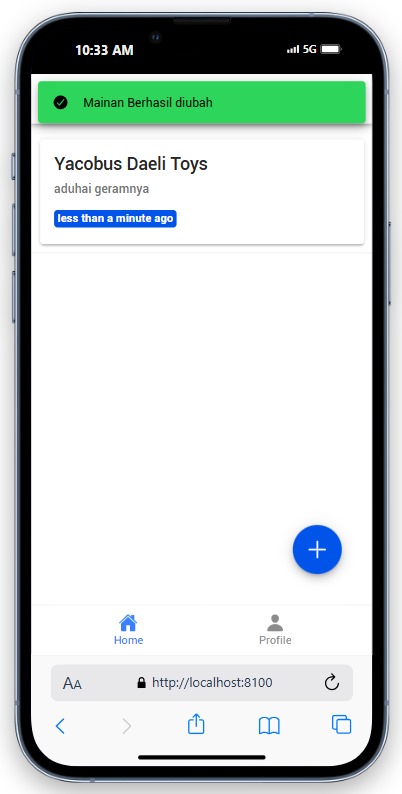 10:33 AM
5G
Mainan Berhasil diubah
Yacobus Daeli Toys
aduhai geramnya
less than a minute ago
Home
Profile
AA
http://localhost:8100